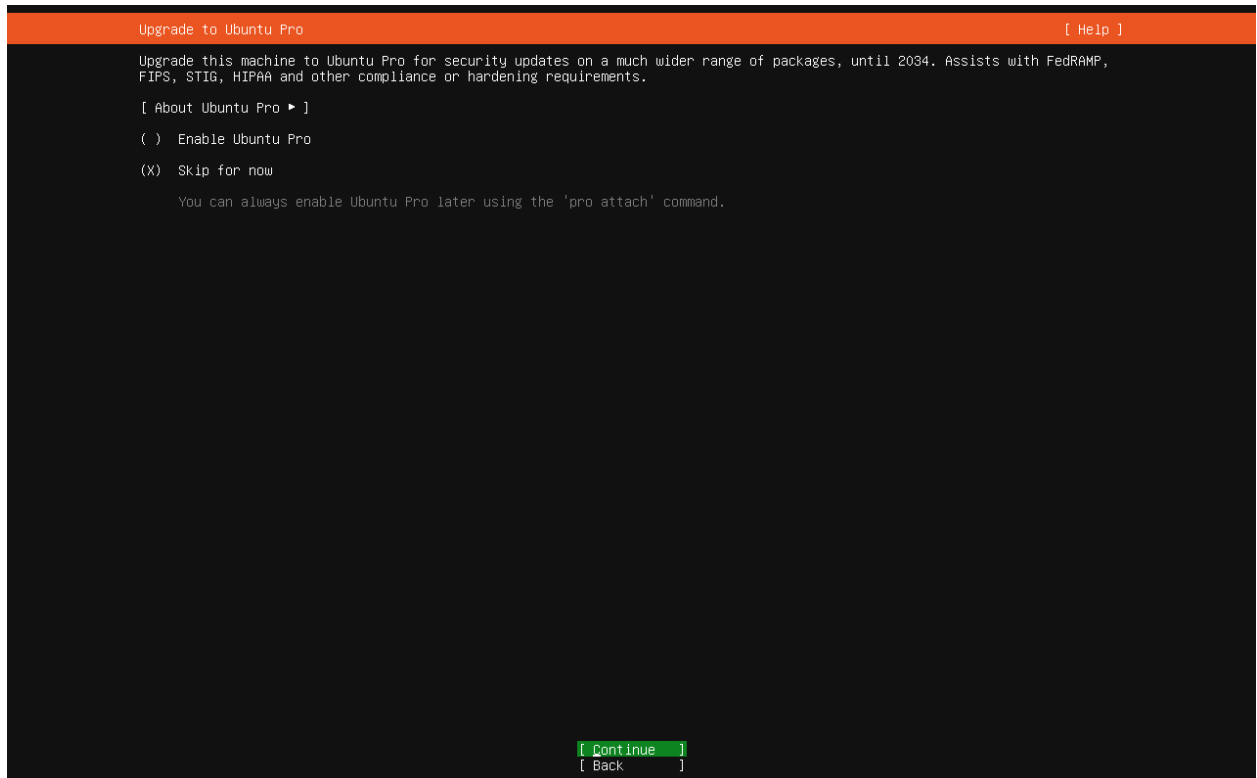 Upgrade to Ubuntu Pro [ Help ]
Upgrade this machine to Ubuntu Pro for security updates on a much wider range of packages, until 2034. Assists with FedRAMP,
FIPS, STIG, HIPAA and other compliance or hardening requirements.
[ About Ubuntu Pro ► ]
( ) Enable Ubuntu Pro
(X) Skip for now
You can always enable Ubuntu Pro later using the 'pro attach' command.
[ Continue ]
[ Back ]